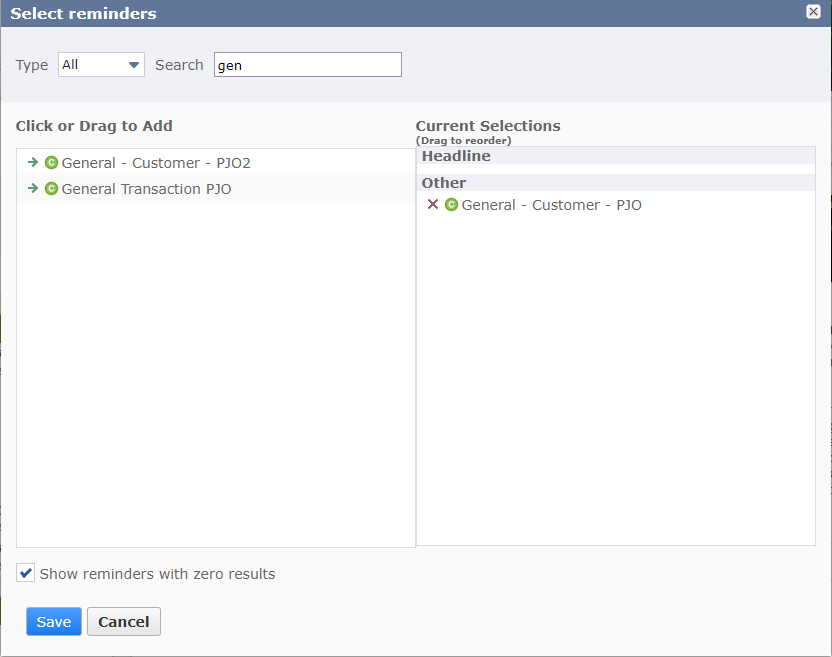 Select reminders
Type All Search gen
Click or Drag to Add
General - Customer - PJO2
General Transaction PJO
Current Selections
(Drag to reorder)
Headline
Other
General - Customer - PJO
Show reminders with zero results
Save Cancel